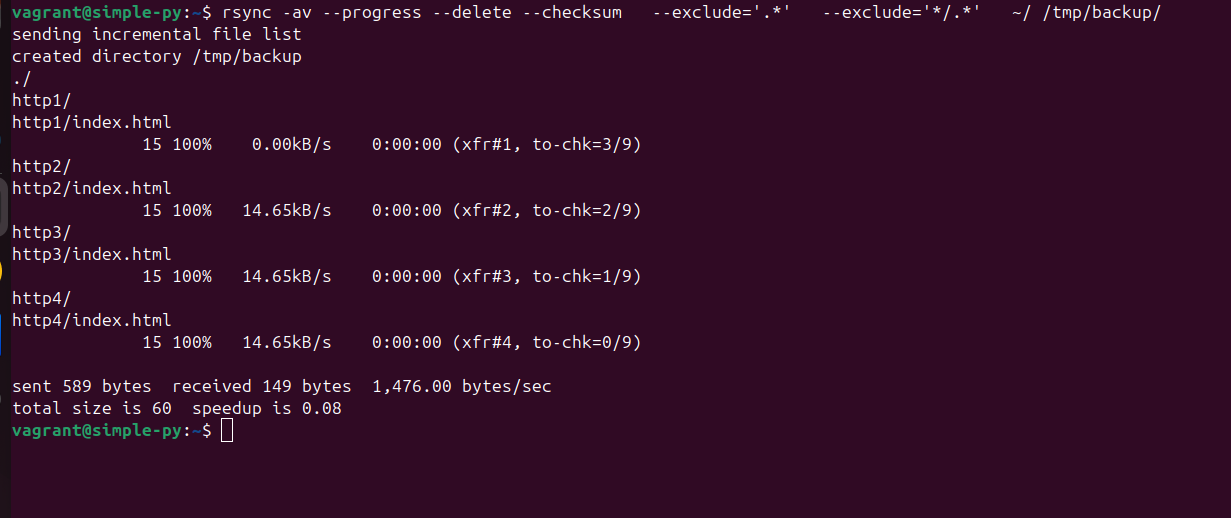 vagrant@simple-py:~$ rsync -av --progress --delete --checksum   --exclude='.*'   --exclude='*/.*'   ~/ /tmp/backup/
sending incremental file list
created directory /tmp/backup
./
http1/
http1/index.html
             15 100%    0.00kB/s    0:00:00 (xfr#1, to-chk=3/9)
http2/
http2/index.html
             15 100%   14.65kB/s    0:00:00 (xfr#2, to-chk=2/9)
http3/
http3/index.html
             15 100%   14.65kB/s    0:00:00 (xfr#3, to-chk=1/9)
http4/
http4/index.html
             15 100%   14.65kB/s    0:00:00 (xfr#4, to-chk=0/9)

sent 589 bytes  received 149 bytes  1,476.00 bytes/sec
total size is 60  speedup is 0.08
vagrant@simple-py:~$